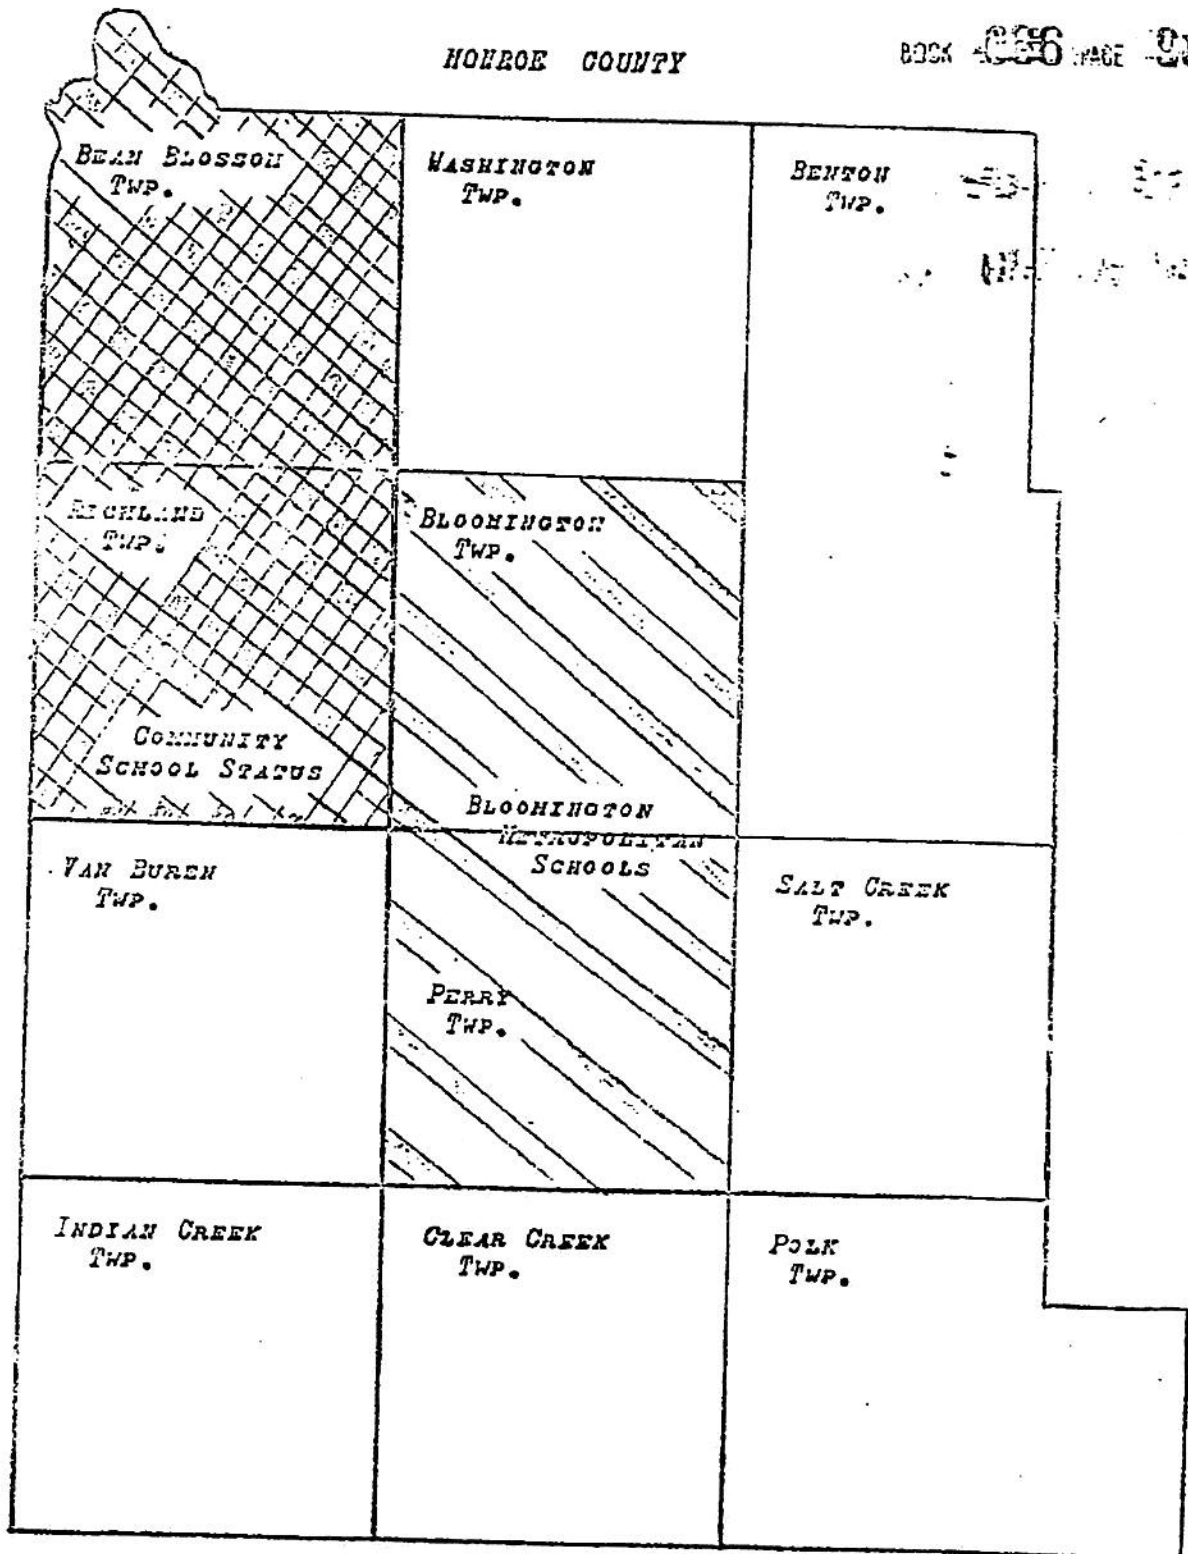 MONROE COUNTY
BOOK PAGE
BEAN BLOSSOM
TWP.
WASHINGTON
TWP.
BENTON
TWP.
RICHLAND
TWP.
BLOOMINGTON
TWP.
COMMUNITY
SCHOOL STATUS
BLOOMINGTON
METROPOLITAN
SCHOOLS
VAN BUREN
TWP.
SALT CREEK
TWP.
PERRY
TWP.
INDIAN CREEK
TWP.
CLEAR CREEK
TWP.
POLK
TWP.